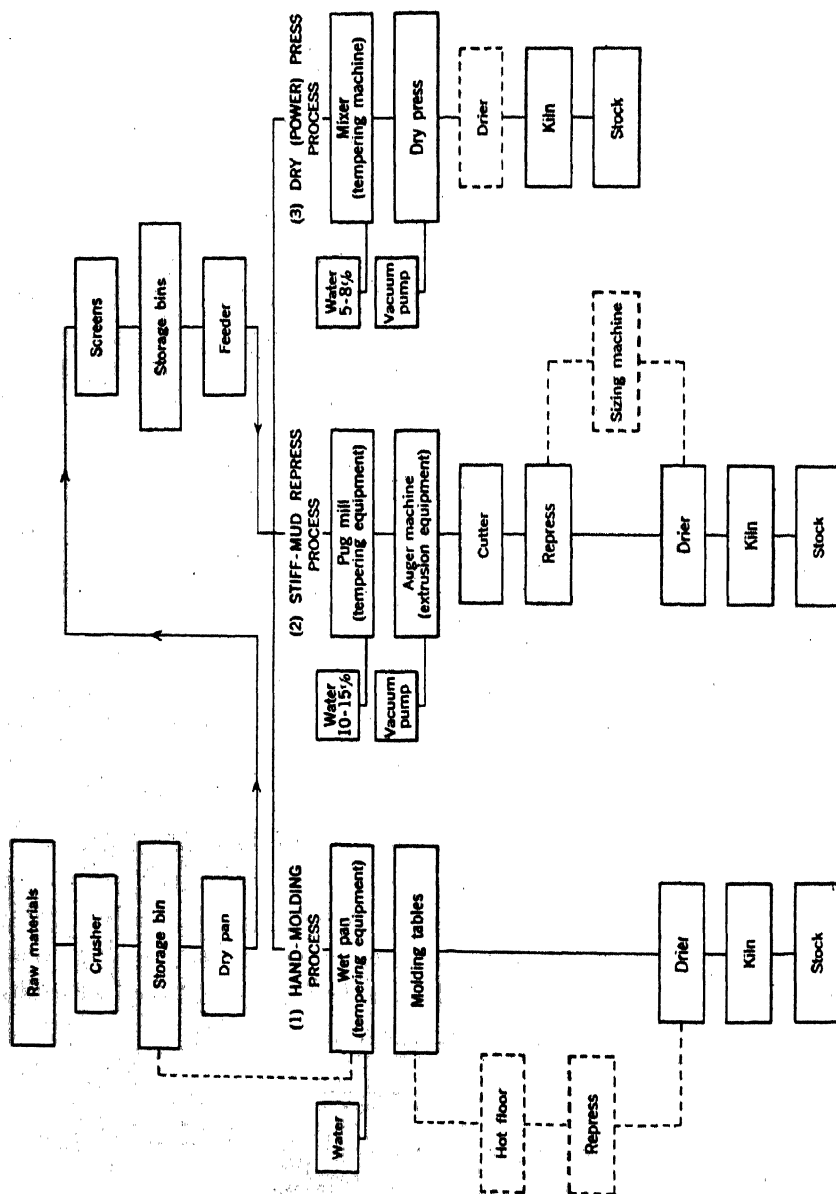 Raw materials
Crusher
Storage bin
Dry pan
Screens
Storage bins
Feeder
(1) HAND-MOLDING
PROCESS
Water
Wet pan
(tempering equipment)
Molding tables
Hot floor
Repress
Drier
Kiln
Stock
(2) STIFF-MUD REPRESS
PROCESS
Water
10-15%
Pug mill
(tempering equipment)
Vacuum
pump
Auger machine
(extrusion equipment)
Cutter
Repress
Sizing machine
Drier
Kiln
Stock
(3) DRY (POWER) PRESS
PROCESS
Water
5-8%
Mixer
(tempering machine)
Vacuum
pump
Dry press
Drier
Kiln
Stock